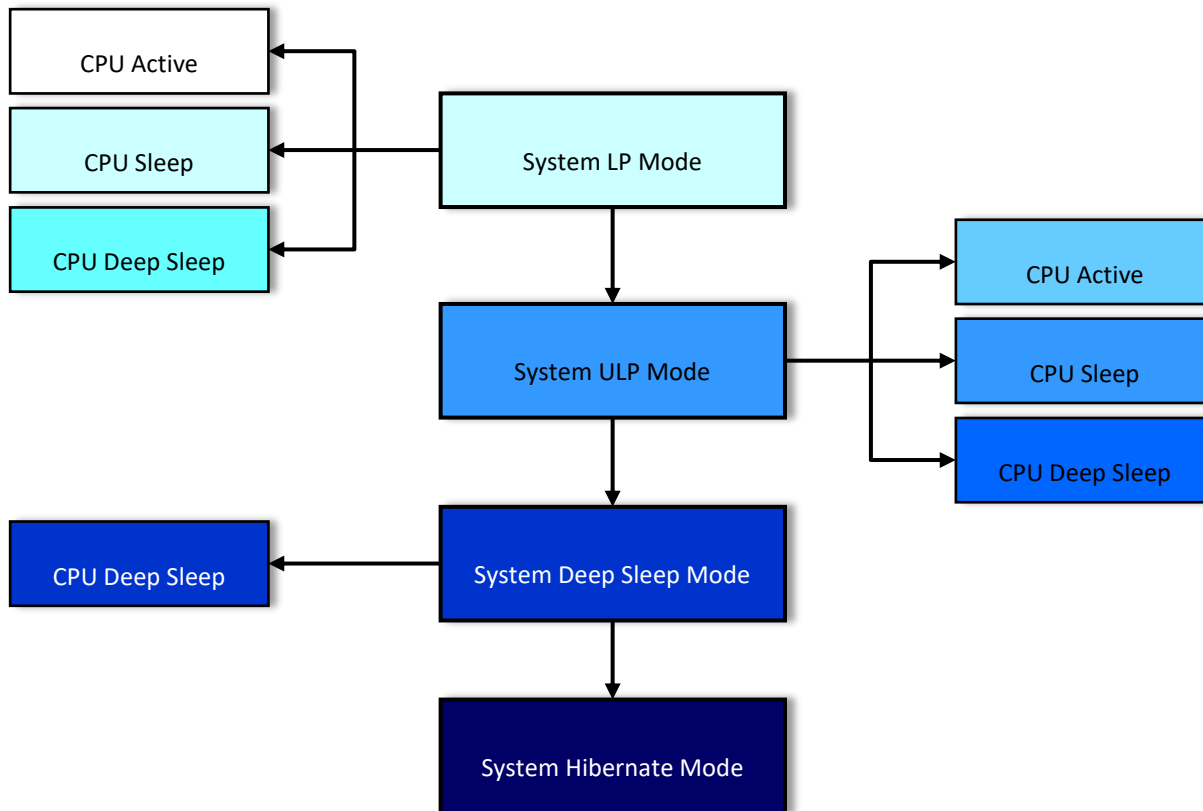 CPU Active
CPU Sleep
CPU Deep Sleep
System LP Mode
CPU Active
CPU Sleep
CPU Deep Sleep
System ULP Mode
CPU Deep Sleep
System Deep Sleep Mode
System Hibernate Mode